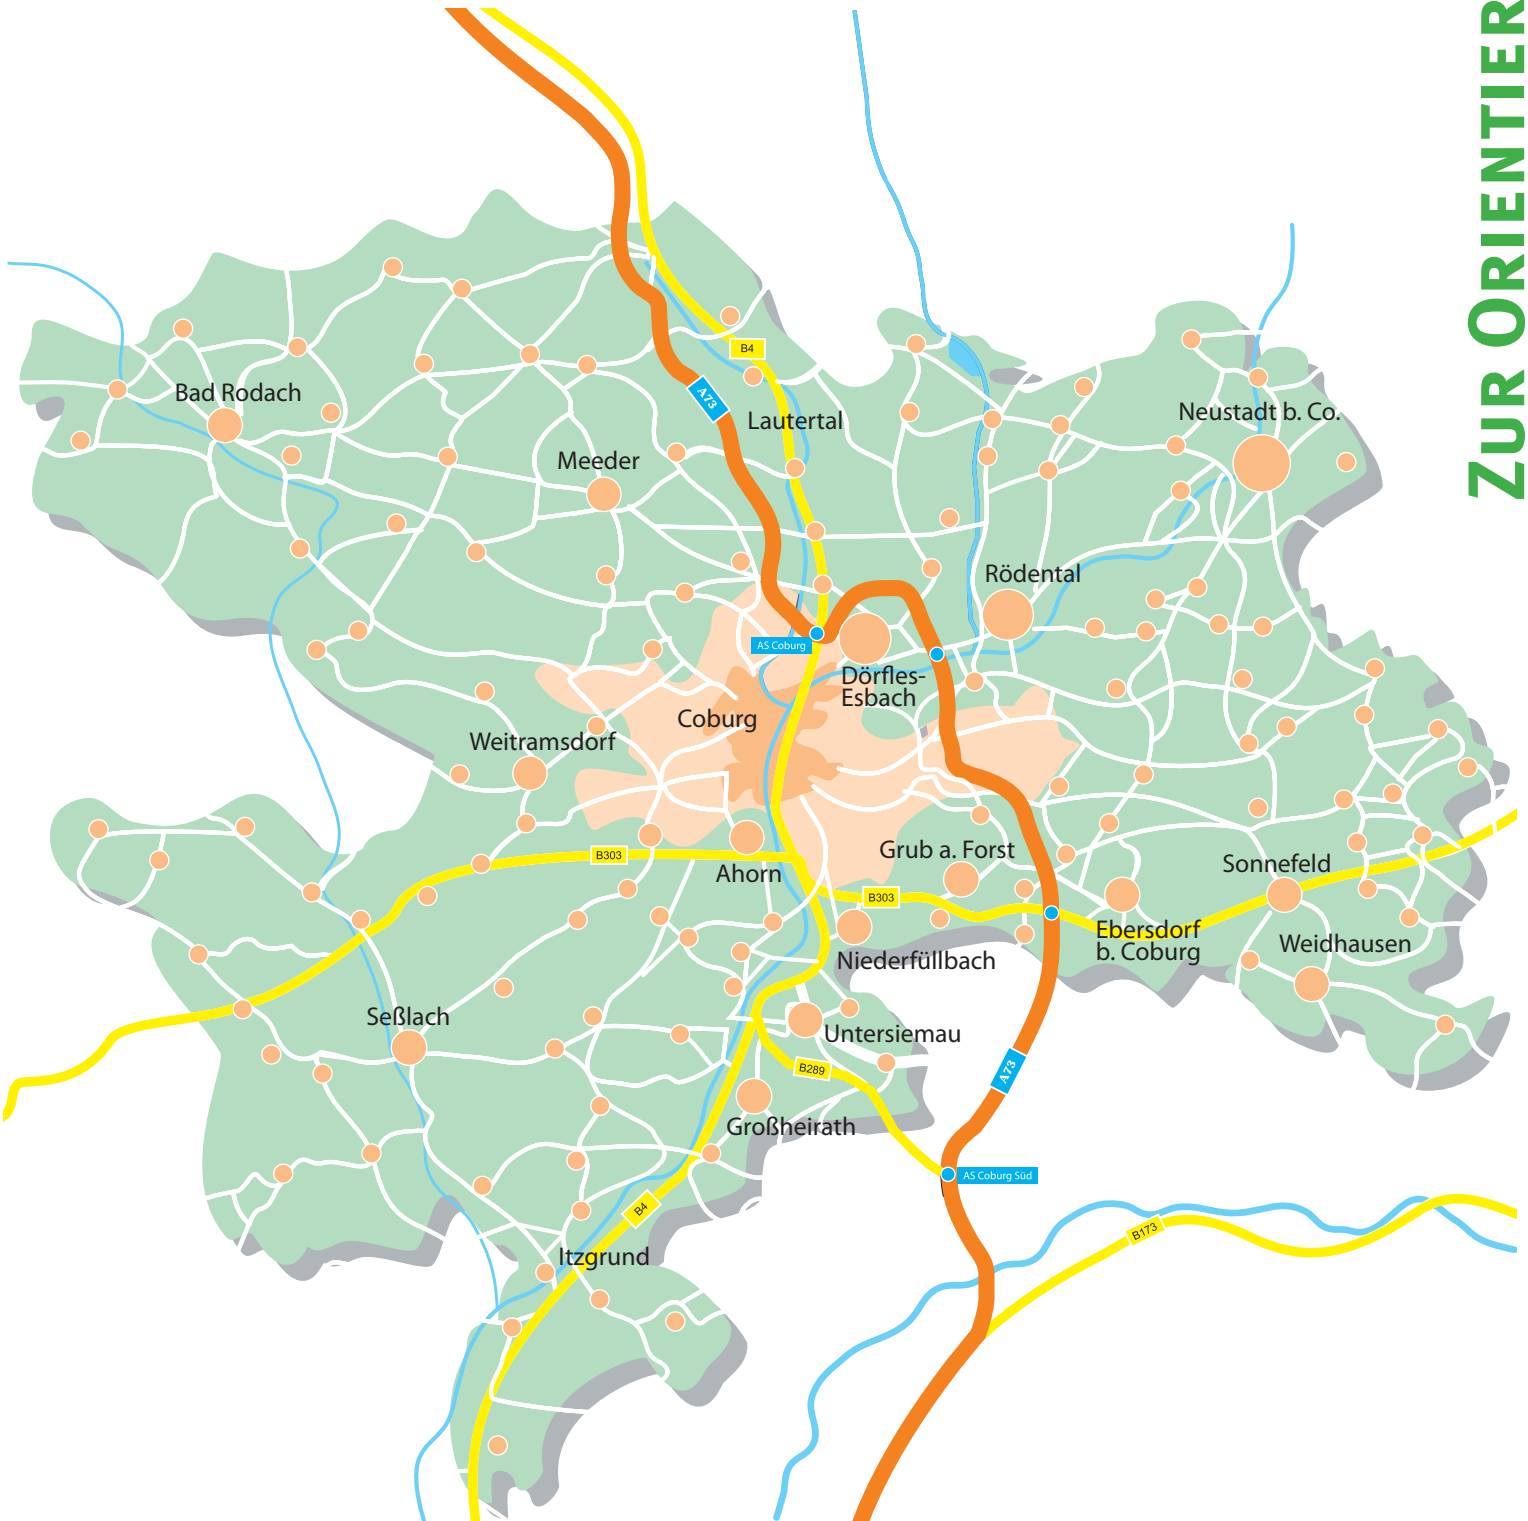 ZUR ORIENTIER
B4
A73
Bad Rodach
Lautertal
Neustadt b. Co.
Meeder
Rödental
AS Coburg
Dörfles-
Esbach
Coburg
Weitramsdorf
B303
Ahorn
Grub a. Forst
Sonnefeld
B303
Ebersdorf
b. Coburg
Weidhausen
Niederfüllbach
Seßlach
Untersiemau
B289
A73
Großheirath
AS Coburg Süd
B4
B173
Itzgrund